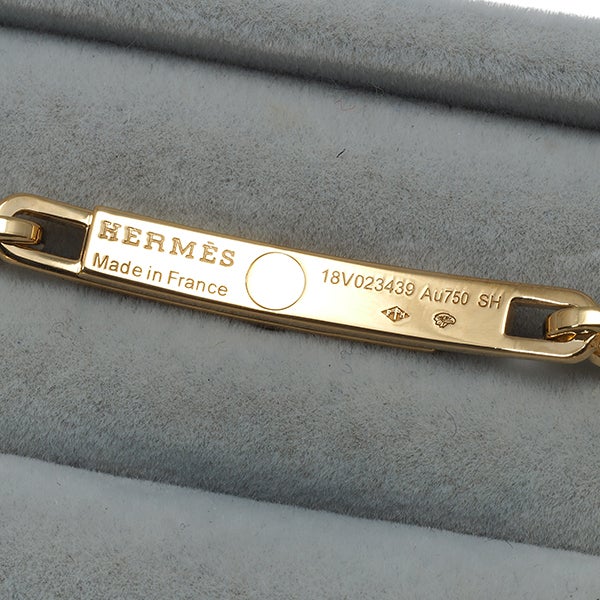 HERMÈS
Made in France
18V023439 Au750 SH